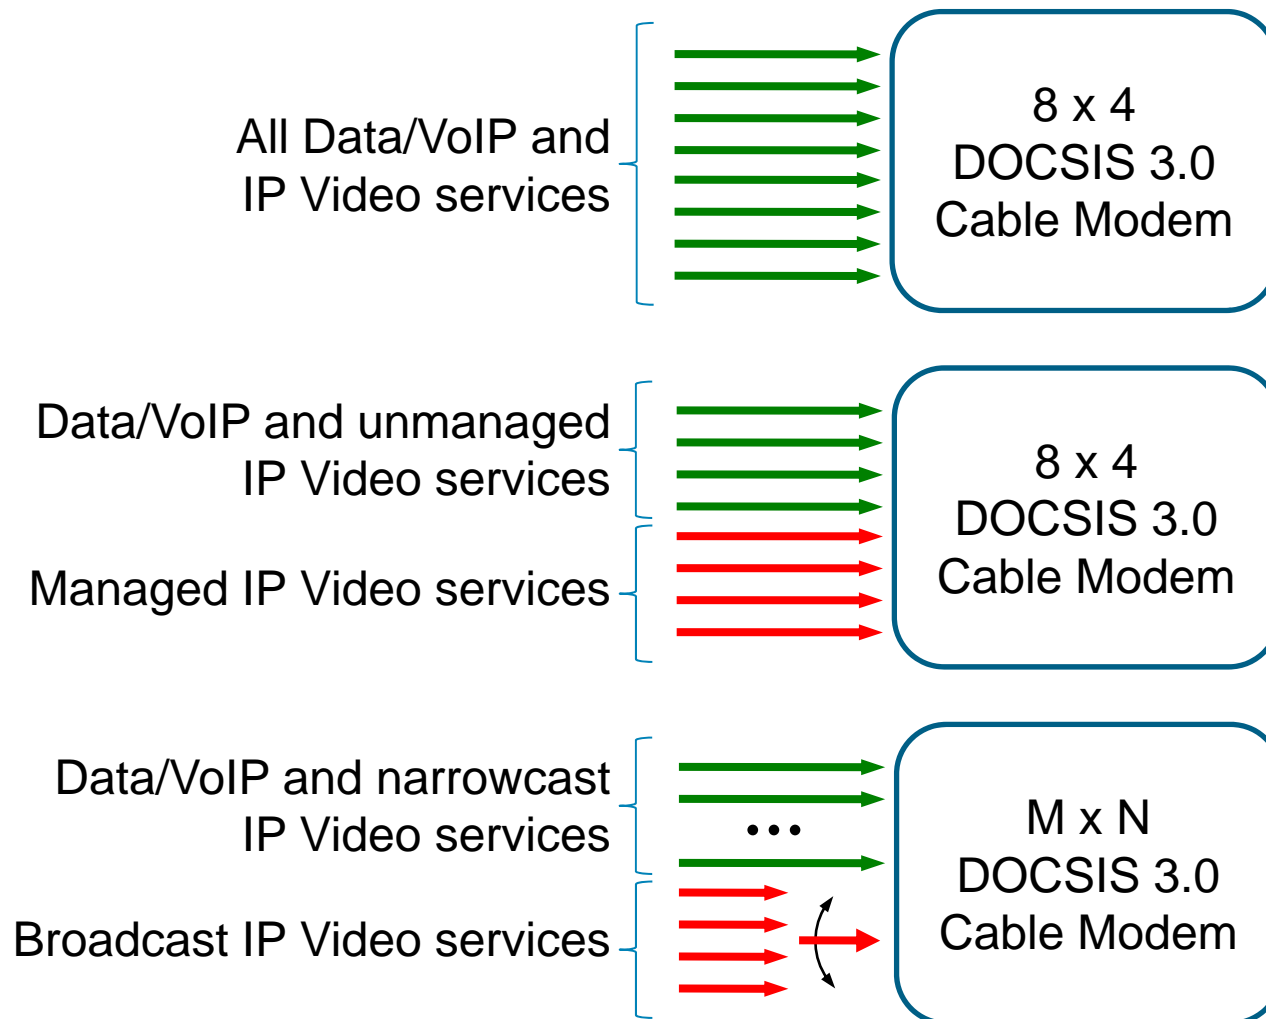 All Data/VoIP and
IP Video services
8 x 4
DOCSIS 3.0
Cable Modem
Data/VoIP and unmanaged
IP Video services
Managed IP Video services
8 x 4
DOCSIS 3.0
Cable Modem
Data/VoIP and narrowcast
IP Video services
Broadcast IP Video services
M x N
DOCSIS 3.0
Cable Modem